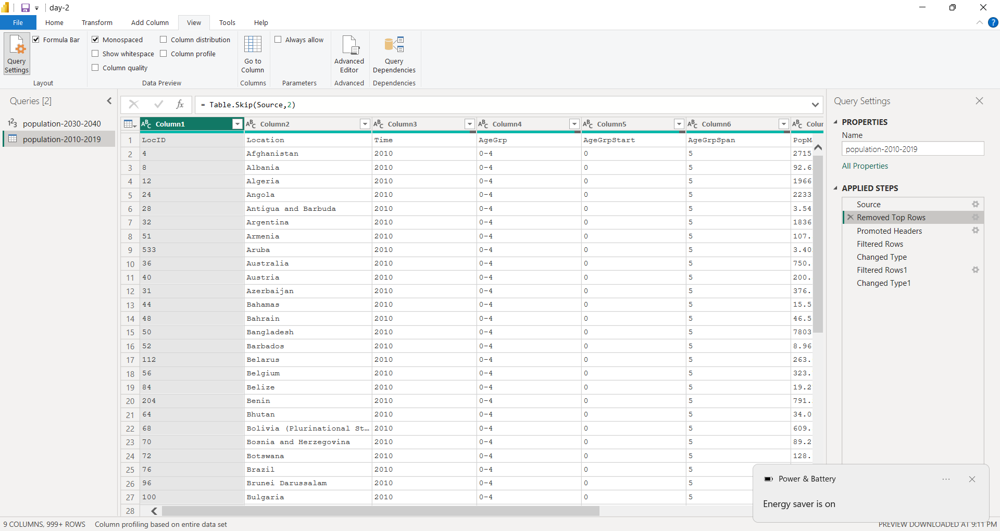 day-2
File Home Transform Add Column View Tools Help
?
Query Settings
Formula Bar
Layout
Monospaced
Column distribution
Show whitespace
Column profile
Column quality
Data Preview
Go to Column
Columns
Always allow
Parameters
Advanced Editor
Advanced
Query Dependencies
Dependencies
Queries [2]
population-2030-2040
population-2010-2019
fx = Table.Skip(Source,2)
Column1 Column2 Column3 Column4 Column5 Column6 Colur
1 LocID Location Time AgeGrp AgeGrpStart AgeGrpSpan PopM
2 4 Afghanistan 2010 0-4 0 5 2715
3 8 Albania 2010 0-4 0 5 92.6
4 12 Algeria 2010 0-4 0 5 1966
5 24 Angola 2010 0-4 0 5 2233
6 28 Antigua and Barbuda 2010 0-4 0 5 3.54
7 32 Argentina 2010 0-4 0 5 1836
8 51 Armenia 2010 0-4 0 5 107.
9 533 Aruba 2010 0-4 0 5 3.40
10 36 Australia 2010 0-4 0 5 750.
11 40 Austria 2010 0-4 0 5 200.
12 31 Azerbaijan 2010 0-4 0 5 376.
13 44 Bahamas 2010 0-4 0 5 15.5
14 48 Bahrain 2010 0-4 0 5 46.5
15 50 Bangladesh 2010 0-4 0 5 7803
16 52 Barbados 2010 0-4 0 5 8.96
17 112 Belarus 2010 0-4 0 5 263.
18 56 Belgium 2010 0-4 0 5 323.
19 84 Belize 2010 0-4 0 5 19.2
20 204 Benin 2010 0-4 0 5 791.
21 64 Bhutan 2010 0-4 0 5 34.0
22 68 Bolivia (Plurinational St… 2010 0-4 0 5 609.
23 70 Bosnia and Herzegovina 2010 0-4 0 5 89.2
24 72 Botswana 2010 0-4 0 5 128.
25 76 Brazil 2010 0-4 0 5
26 96 Brunei Darussalam 2010 0-4 0 5
27 100 Bulgaria 2010 0-4 0 5
28
Query Settings
PROPERTIES
Name
population-2010-2019
All Properties
APPLIED STEPS
Source
Removed Top Rows
Promoted Headers
Filtered Rows
Changed Type
Filtered Rows1
Changed Type1
Power & Battery
Energy saver is on
9 COLUMNS, 999+ ROWS Column profiling based on entire data set
PREVIEW DOWNLOADED AT 9:11 PM